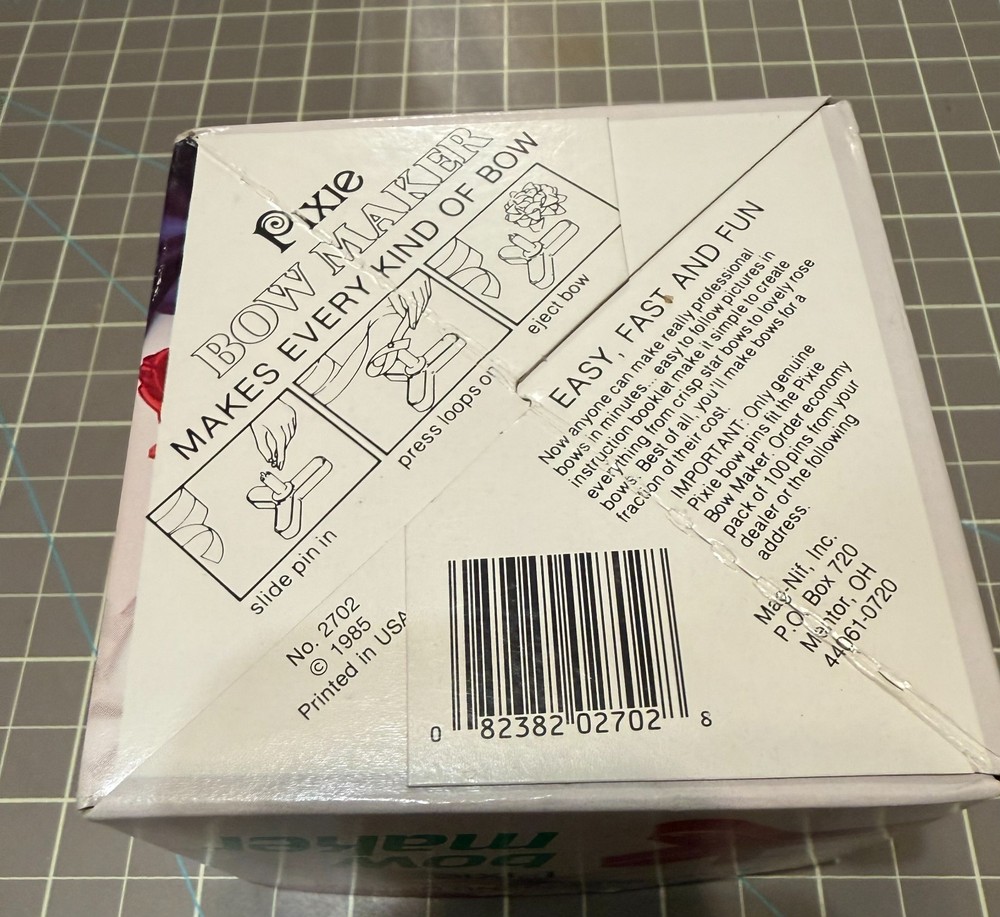 Pixie
BOW MAKER
MAKES EVERY KIND OF BOW
slide pin in
press loops on
eject bow
No. 2702
© 1985
Printed in USA
EASY, FAST AND FUN
Now anyone can make really professional
bows in minutes... easy to follow pictures in
instruction booklet make it simple to create
everything from crisp star bows to lovely rose
bows. Best of all, you'll make bows for a
fraction of their cost.
IMPORTANT: Only genuine
Pixie bow pins fit the Pixie
Bow Maker. Order economy
pack of 100 pins from your
dealer or the following
address.
Mag-Nif, Inc.
P.O. Box 720
Mentor, OH
44061-0720
0 82382 02702 8
bow
maker